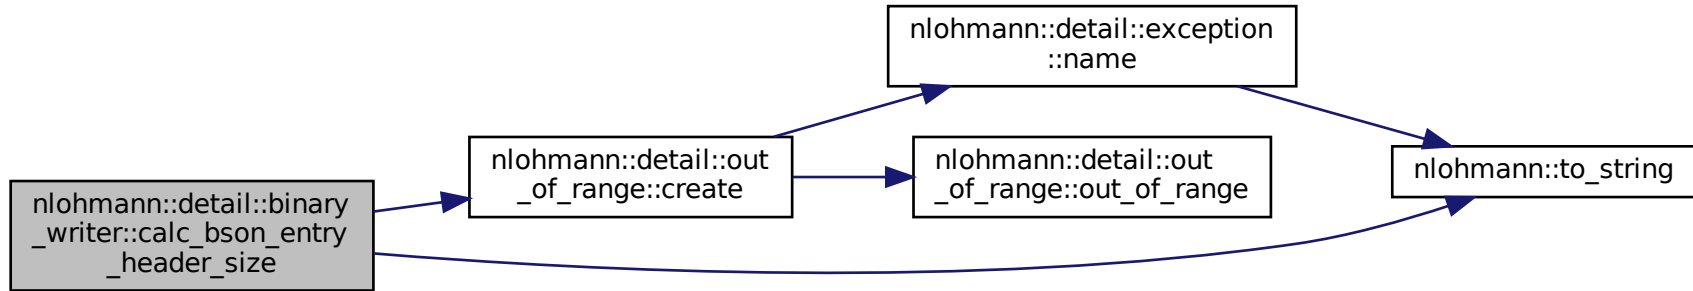 nlohmann::detail::binary
_writer::calc_bson_entry
_header_size
nlohmann::detail::out
_of_range::create
nlohmann::detail::exception
::name
nlohmann::detail::out
_of_range::out_of_range
nlohmann::to_string